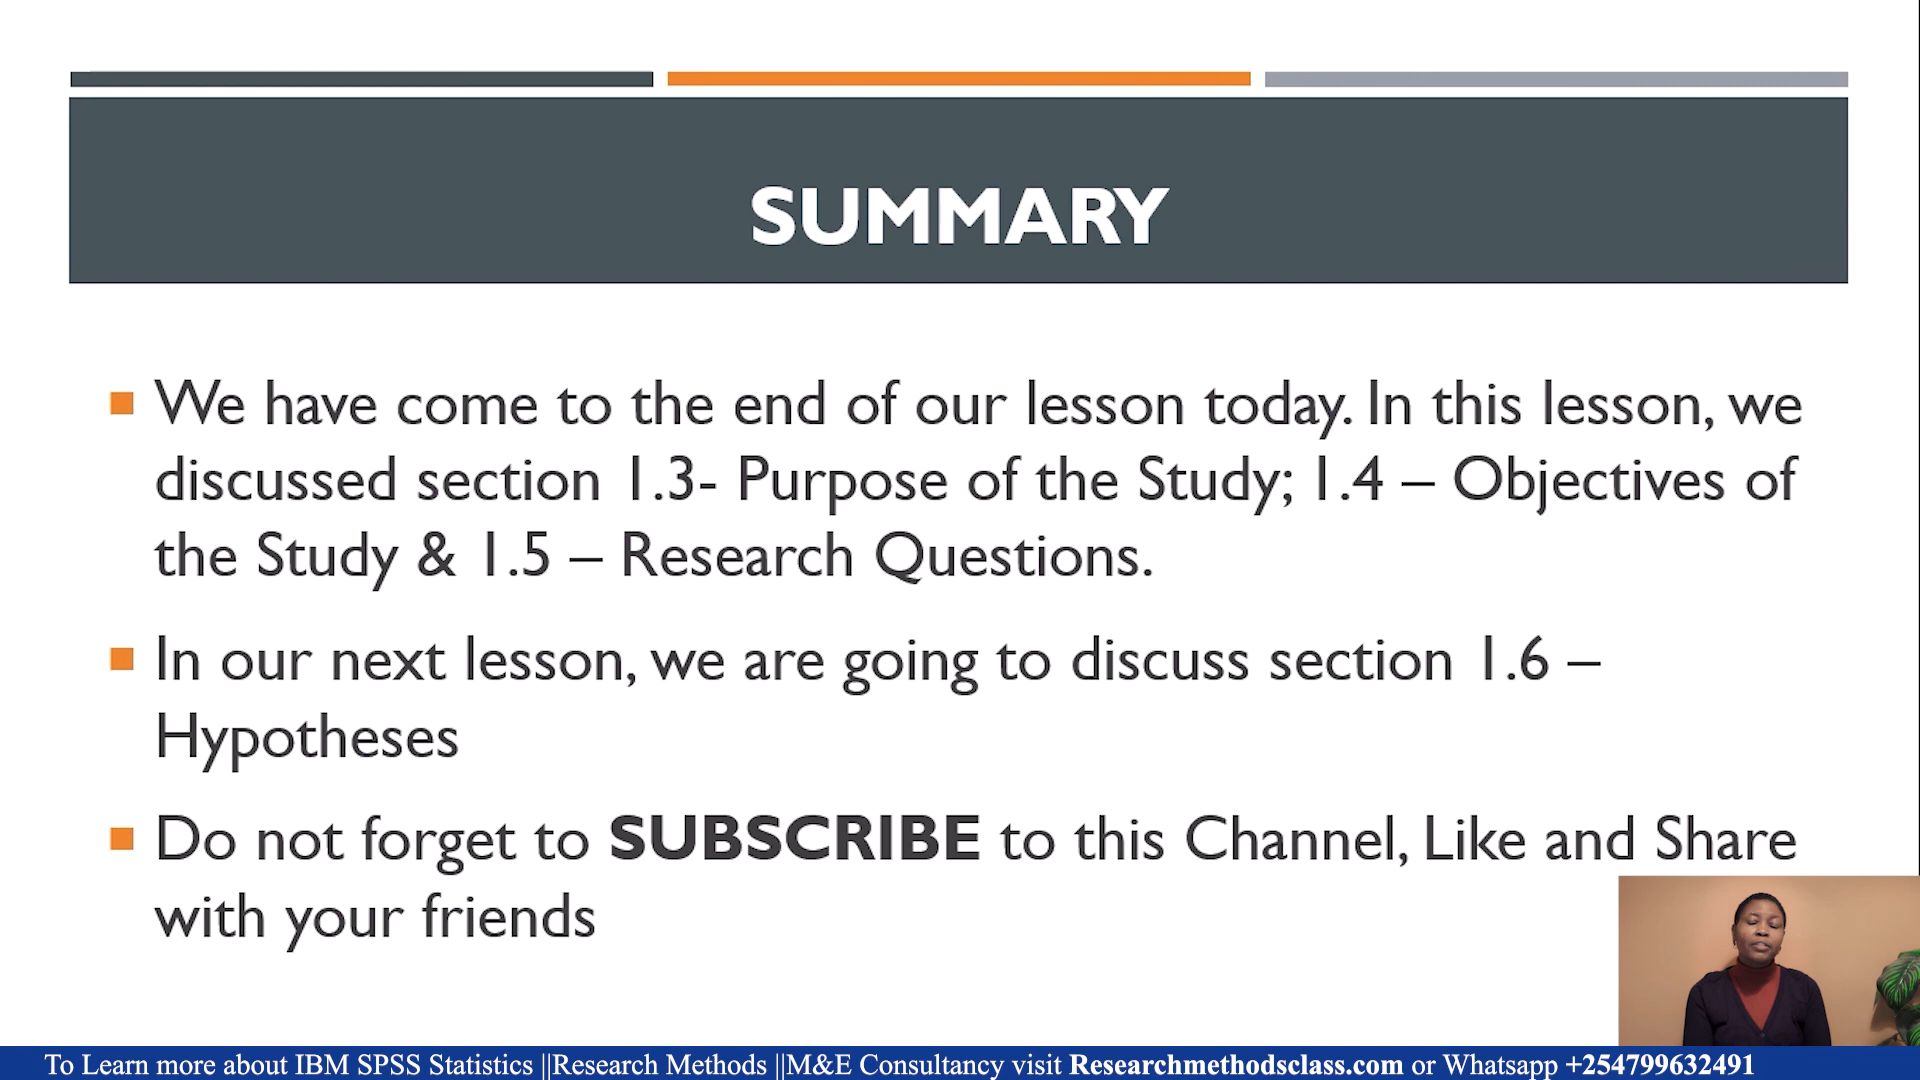 SUMMARY
We have come to the end of our lesson today. In this lesson, we
discussed section 1.3- Purpose of the Study; 1.4 – Objectives of
the Study & 1.5 – Research Questions.
In our next lesson, we are going to discuss section 1.6 –
Hypotheses
Do not forget to SUBSCRIBE to this Channel, Like and Share
with your friends
To Learn more about IBM SPSS Statistics ||Research Methods ||M&E Consultancy visit Researchmethodsclass.com or Whatsapp +254799632491